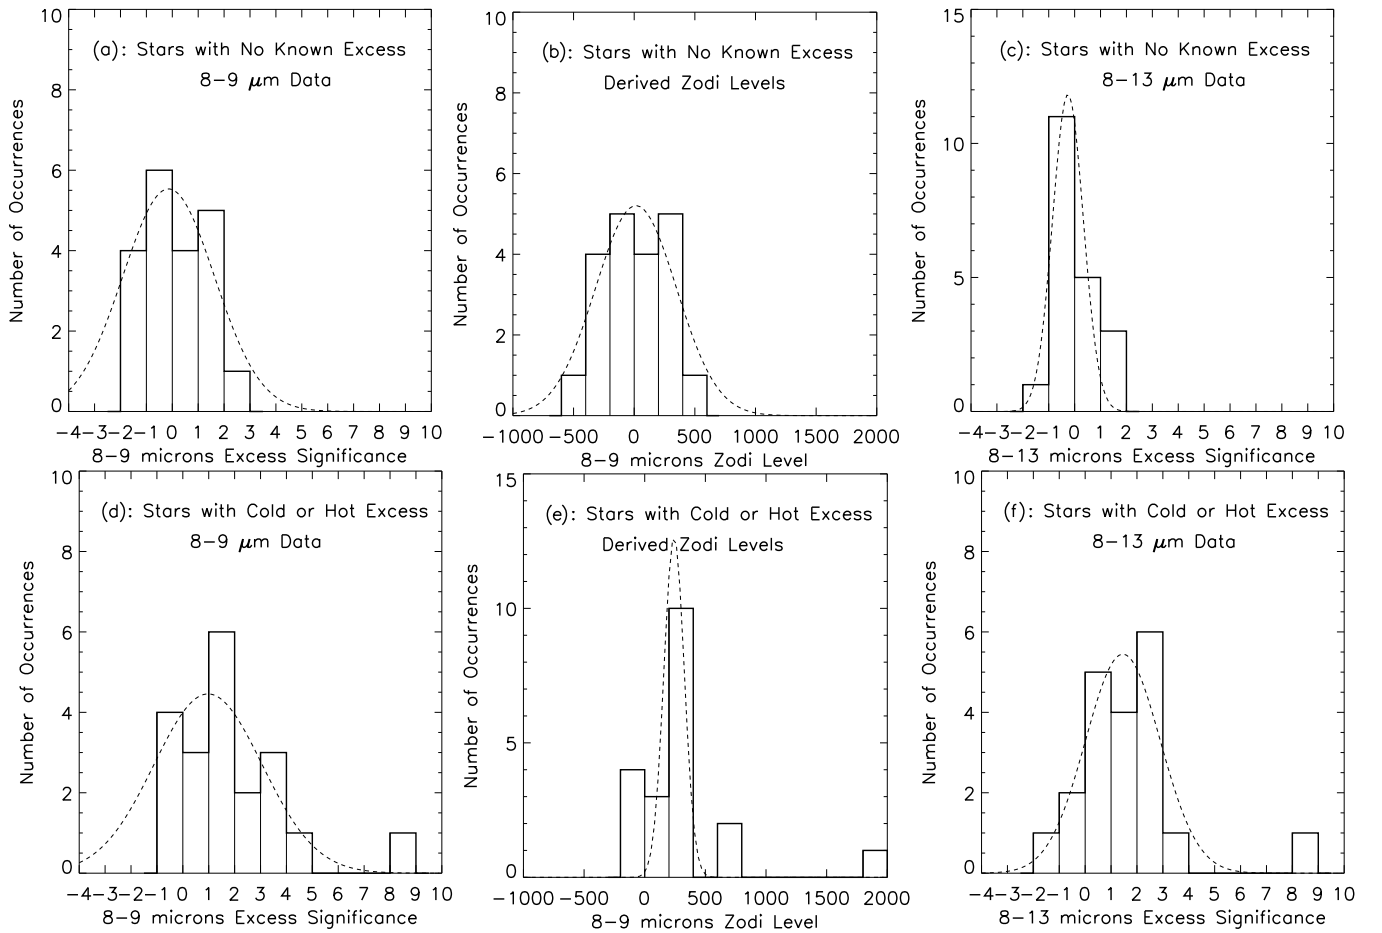 (a): Stars with No Known Excess
8-9 μm Data
Number of Occurrences
0 2 4 6 8 10
-4 -3 -2 -1 0 1 2 3 4 5 6 7 8 9 10
8-9 microns Excess Significance
(b): Stars with No Known Excess
Derived Zodi Levels
Number of Occurrences
0 2 4 6 8 10
-1000 -500 0 500 1000 1500 2000
8-9 microns Zodi Level
(c): Stars with No Known Excess
8-13 μm Data
Number of Occurrences
0 5 10 15
-4 -3 -2 -1 0 1 2 3 4 5 6 7 8 9 10
8-13 microns Excess Significance
(d): Stars with Cold or Hot Excess
8-9 μm Data
Number of Occurrences
0 2 4 6 8 10
-4 -3 -2 -1 0 1 2 3 4 5 6 7 8 9 10
8-9 microns Excess Significance
(e): Stars with Cold or Hot Excess
Derived Zodi Levels
Number of Occurrences
0 5 10 15
-1000 -500 0 500 1000 1500 2000
8-9 microns Zodi Level
(f): Stars with Cold or Hot Excess
8-13 μm Data
Number of Occurrences
0 2 4 6 8 10
-4 -3 -2 -1 0 1 2 3 4 5 6 7 8 9 10
8-13 microns Excess Significance